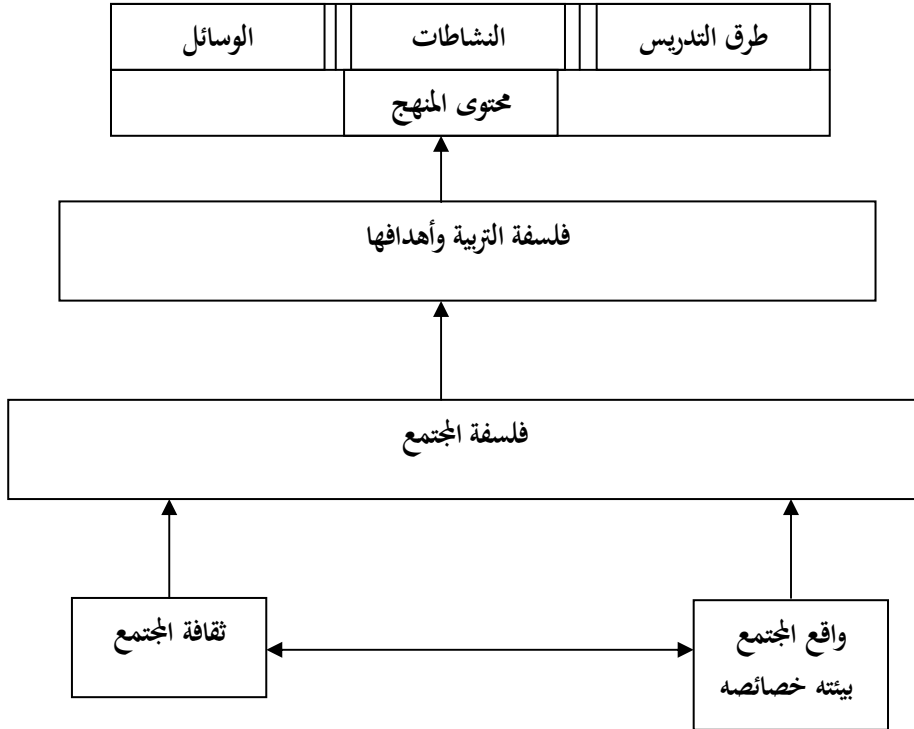 طرق التدريس
النشاطات
الوسائل
محتوى المنهج
فلسفة التربية وأهدافها
فلسفة المجتمع
واقع المجتمع
بيئته خصائصه
ثقافة المجتمع